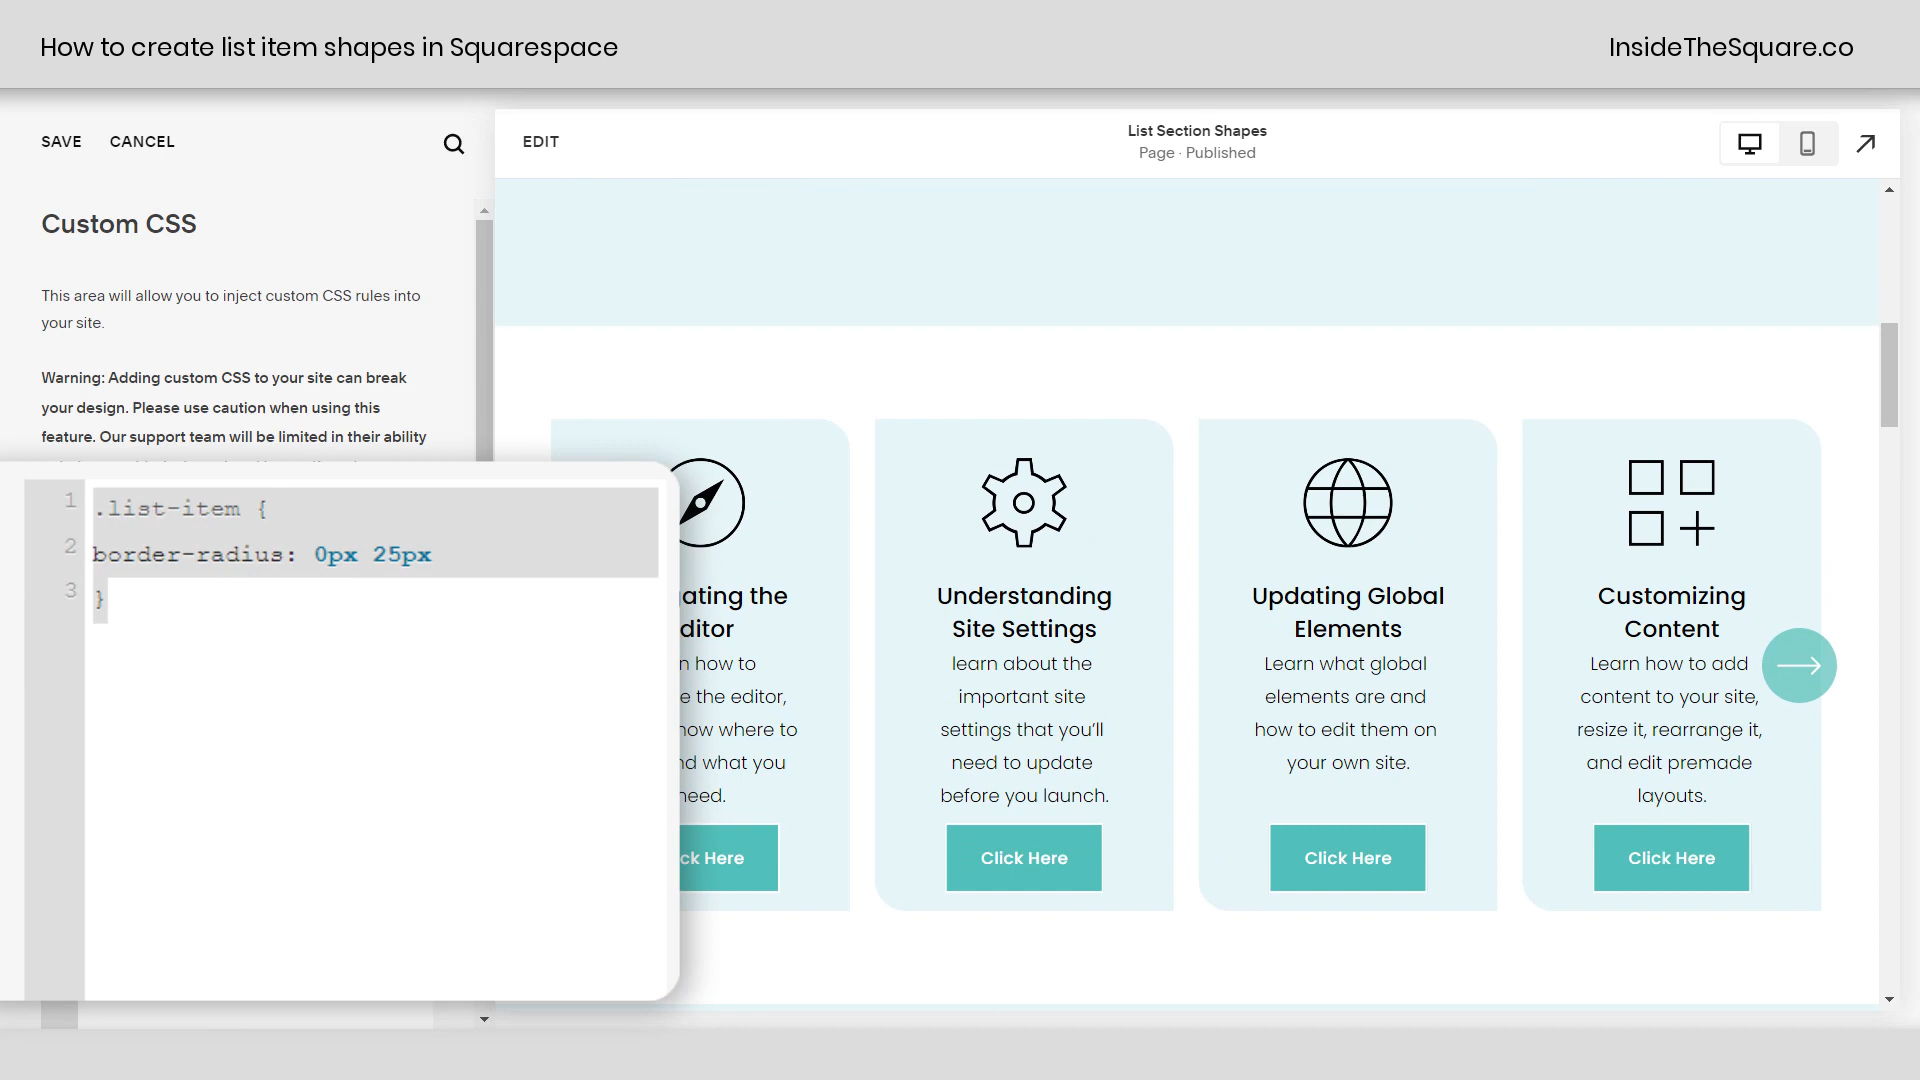 How to create list item shapes in Squarespace
InsideTheSquare.co
SAVE
CANCEL
Custom CSS
This area will allow you to inject custom CSS rules into
your site.
Warning: Adding custom CSS to your site can break
your design. Please use caution when using this
feature. Our support team will be limited in their ability
1 .list-item {
2 border-radius: 0px 25px
3 }
EDIT
List Section Shapes
Page · Published
ating the
ditor
n how to
e the editor,
now where to
nd what you
need.
ck Here
Understanding
Site Settings
learn about the
important site
settings that you'll
need to update
before you launch.
Click Here
Updating Global
Elements
Learn what global
elements are and
how to edit them on
your own site.
Click Here
Customizing
Content
Learn how to add
content to your site,
resize it, rearrange it,
and edit premade
layouts.
Click Here